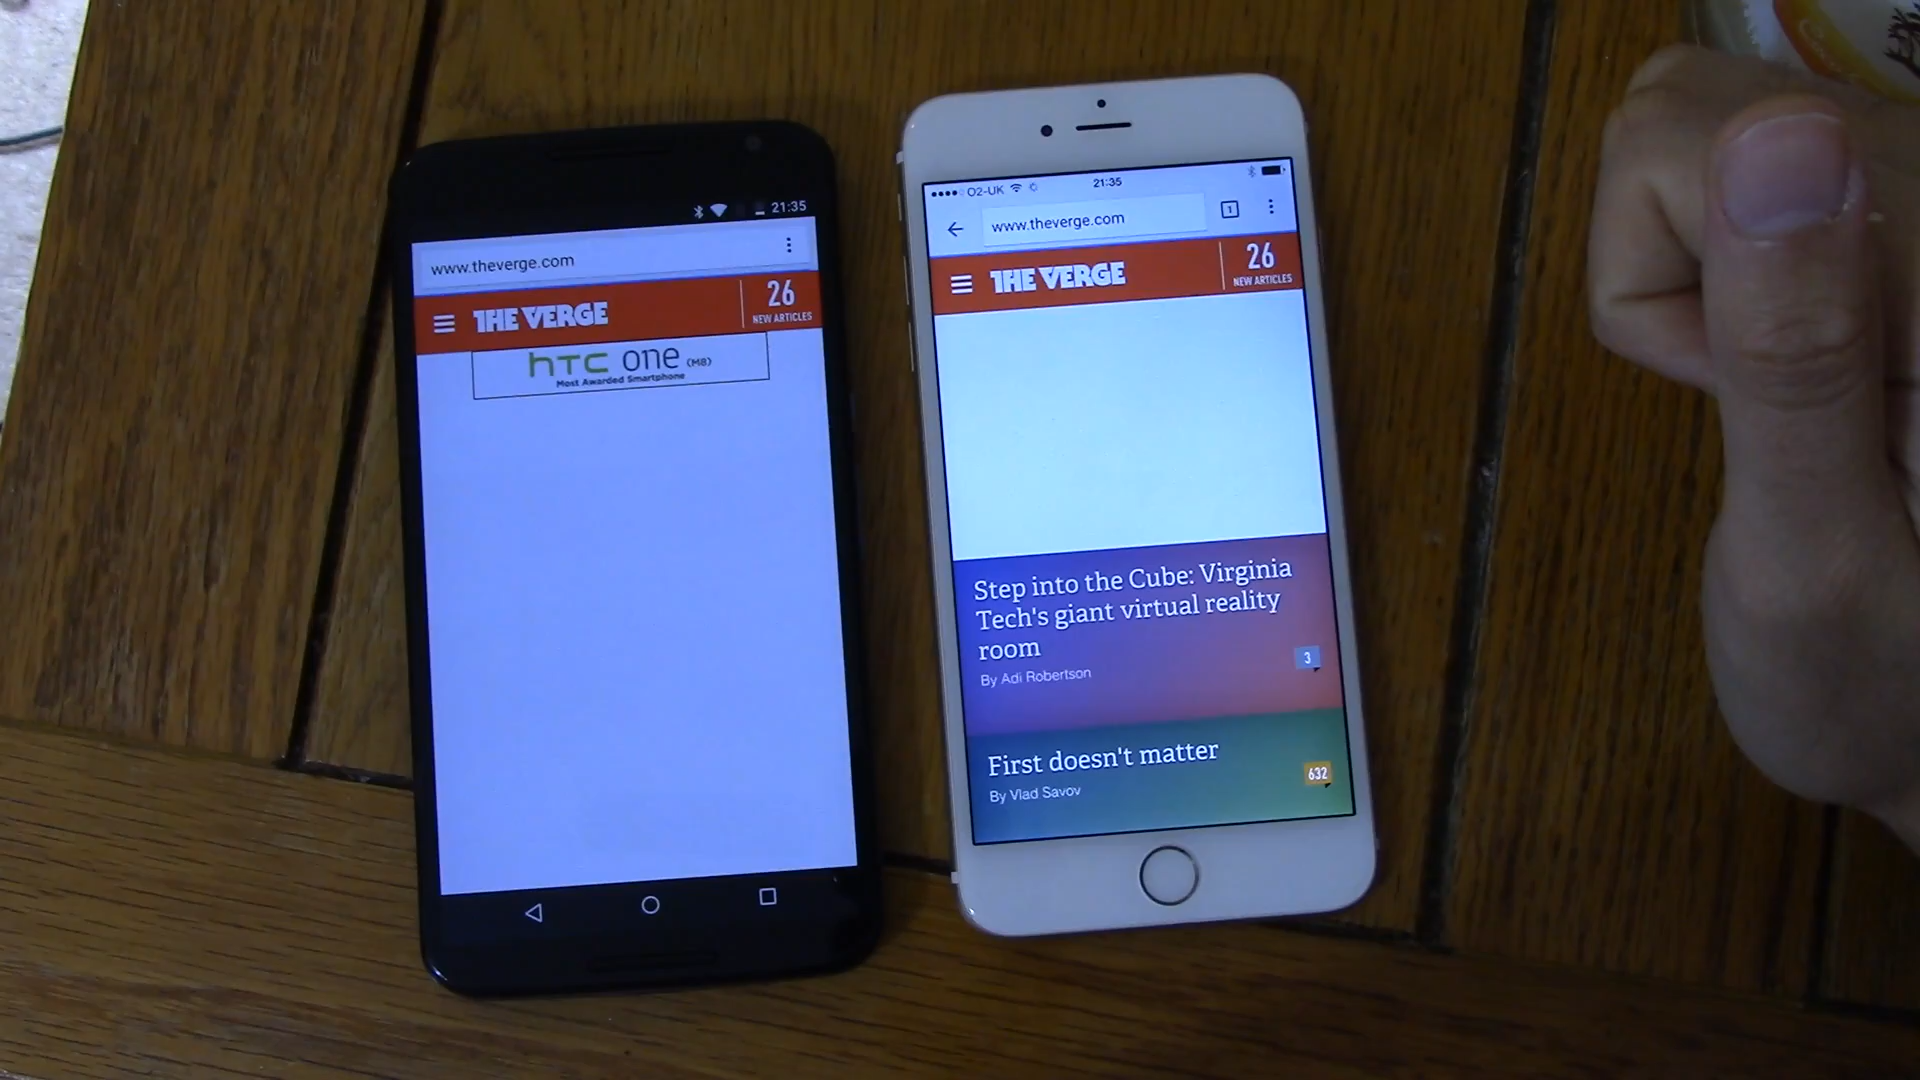 21:35
www.theverge.com
THE VERGE
26
NEW ARTICLES
hTC one (M8)
Most Awarded Smartphone
O2-UK
21:35
1
www.theverge.com
THE VERGE
26
NEW ARTICLES
Step into the Cube: Virginia
Tech's giant virtual reality
room
3
By Adi Robertson
First doesn't matter
632
By Vlad Savov